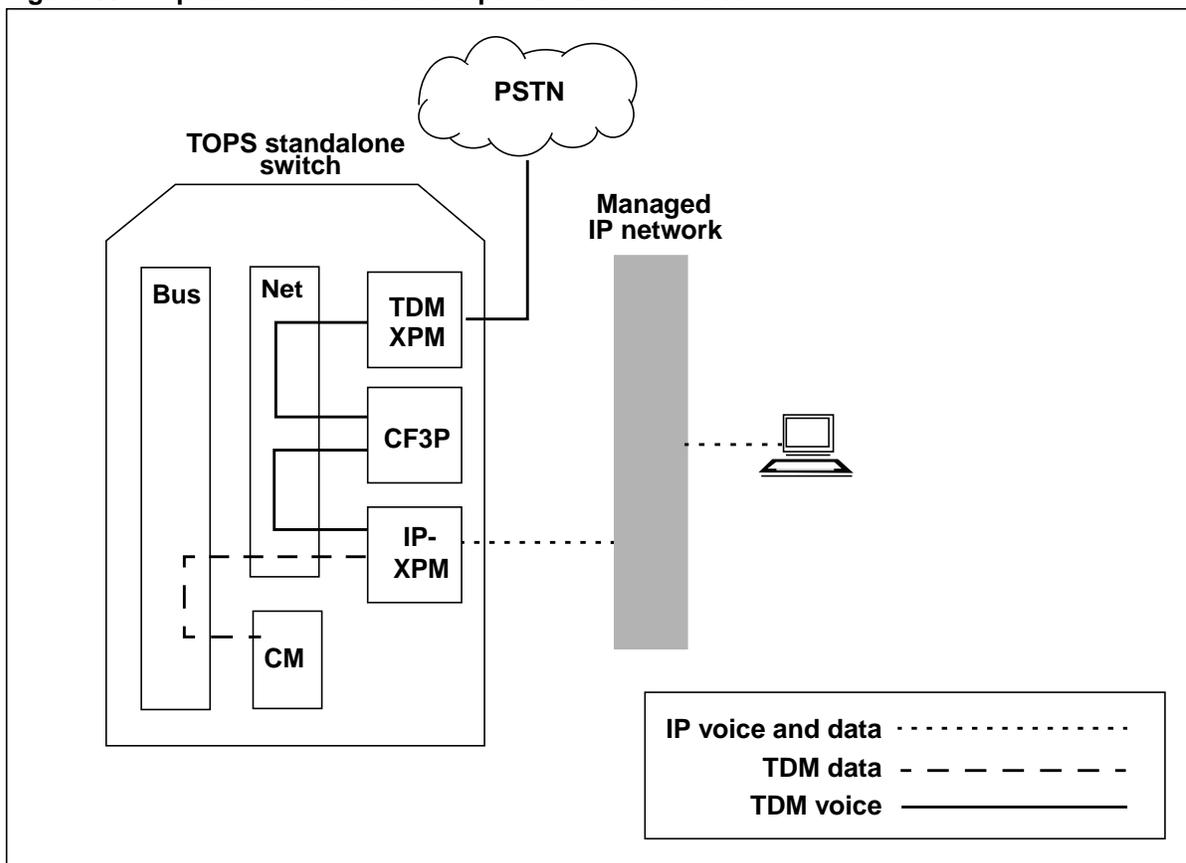 PSTN
TOPS standalone
switch
Managed
IP network
Bus
Net
TDM
XPM
CF3P
IP-
XPM
CM
IP voice and data
TDM data
TDM voice